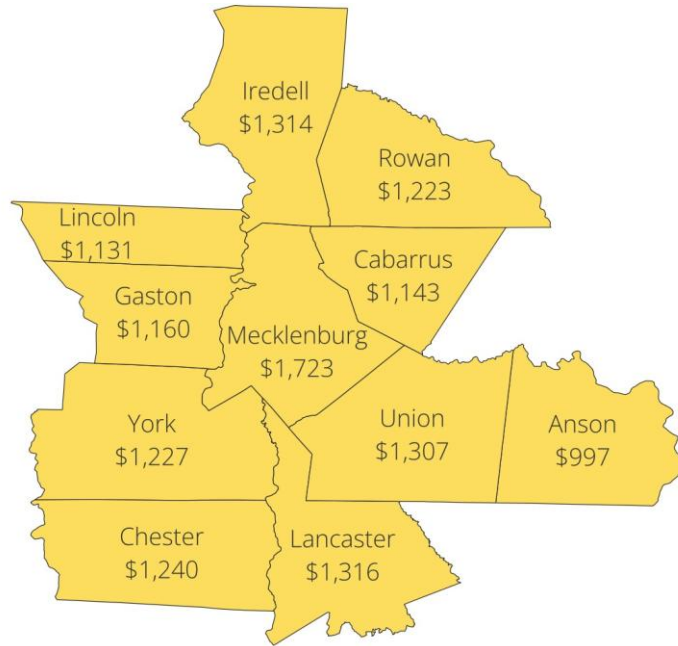 Iredell
$1,314
Rowan
$1,223
Lincoln
$1,131
Cabarrus
$1,143
Gaston
$1,160
Mecklenburg
$1,723
York
$1,227
Union
$1,307
Anson
$997
Chester
$1,240
Lancaster
$1,316